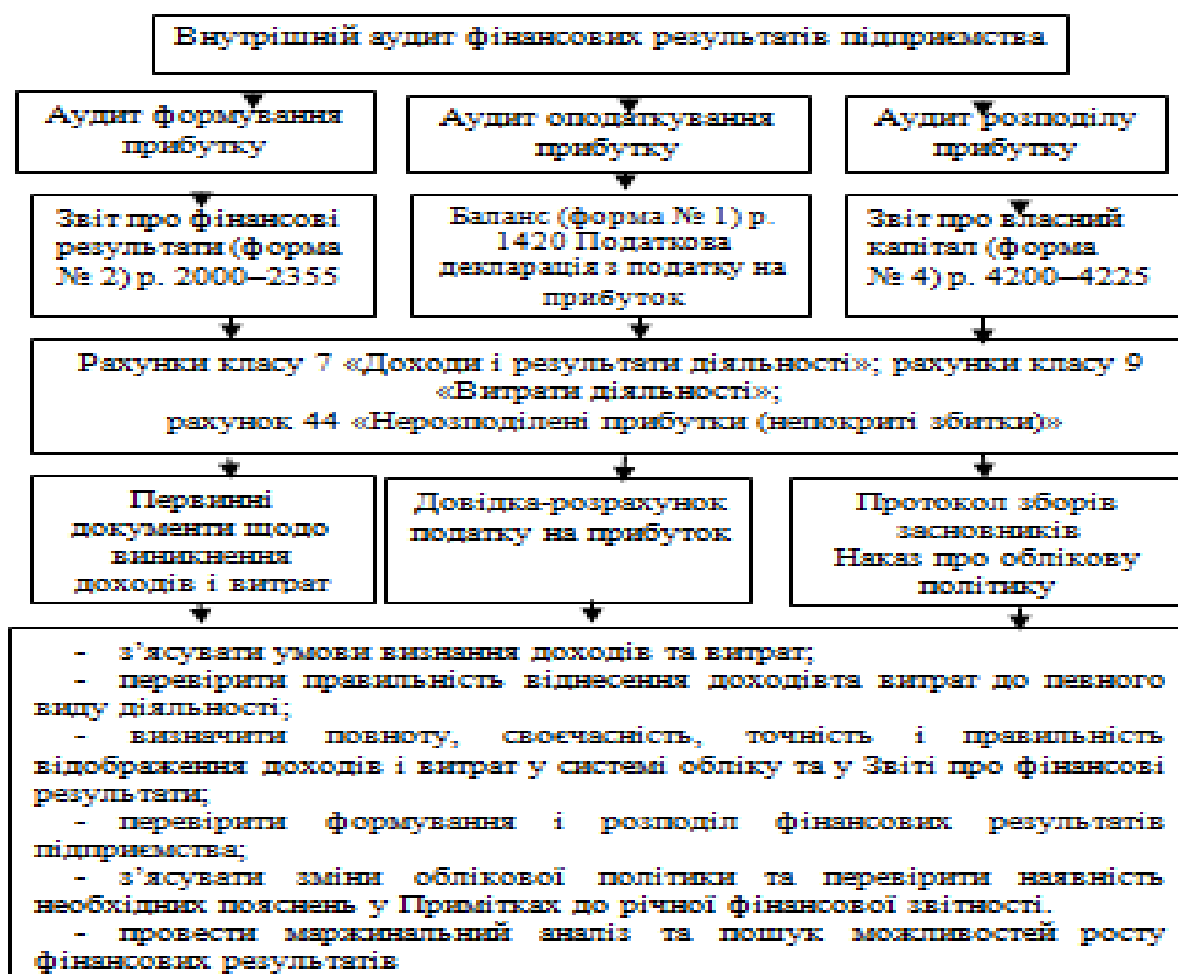 Внутрішній аудит фінансових результатів підприємства
Аудит формування
прибутку
Аудит оподаткування
прибутку
Аудит розподілу
прибутку
Звіт про фінансові
результати (форма
№ 2) р. 2000–2355
Баланс (форма № 1) р.
1420 Податкова
декларація з податку на
прибуток
Звіт про власний
капітал (форма
№ 4) р. 4200–4225
Рахунки класу 7 «Доходи і результати діяльності»; рахунки класу 9
«Витрати діяльності»;
рахунок 44 «Нерозподілені прибутки (непокриті збитки)»
Первинні
документи щодо
виникнення
доходів і витрат
Довідка-розрахунок
податку на прибуток
Протокол зборів
засновників
Наказ про облікову
політику
- з’ясувати умови визнання доходів та витрат;
- перевірити правильність віднесення доходівта витрат до певного
виду діяльності;
- визначити повноту, своєчасність, точність і правильність
відображення доходів і витрат у системі обліку та у Звіті про фінансові
результати;
- перевірити формування і розподіл фінансових результатів
підприємства;
- з’ясувати зміни облікової політики та перевірити наявність
необхідних пояснень у Примітках до річної фінансової звітності.
- провести маржинальний аналіз та пошук можливостей росту
фінансових результатів